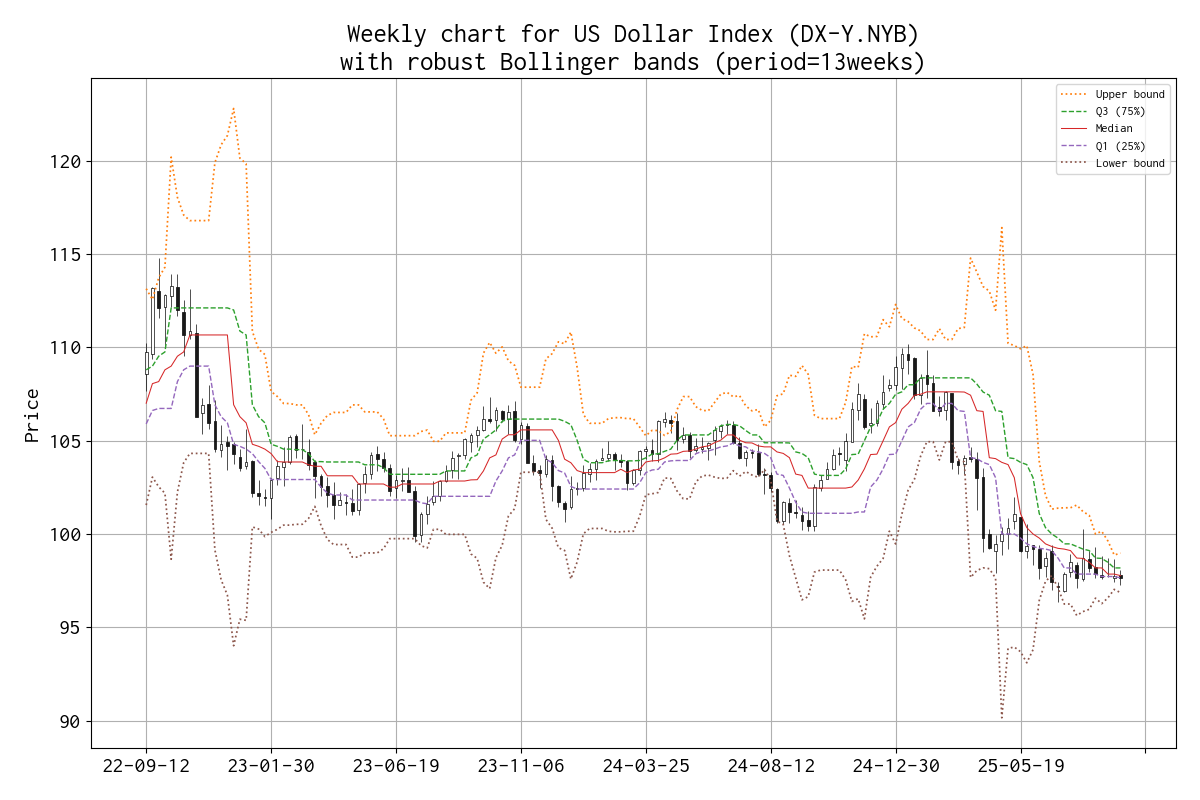 Weekly chart for US Dollar Index (DX-Y.NYB)
with robust Bollinger bands (period=13weeks)
Upper bound
Q3 (75%)
Median
Q1 (25%)
Lower bound
120
115
110
105
100
95
90
Price
22-09-12 23-01-30 23-06-19 23-11-06 24-03-25 24-08-12 24-12-30 25-05-19